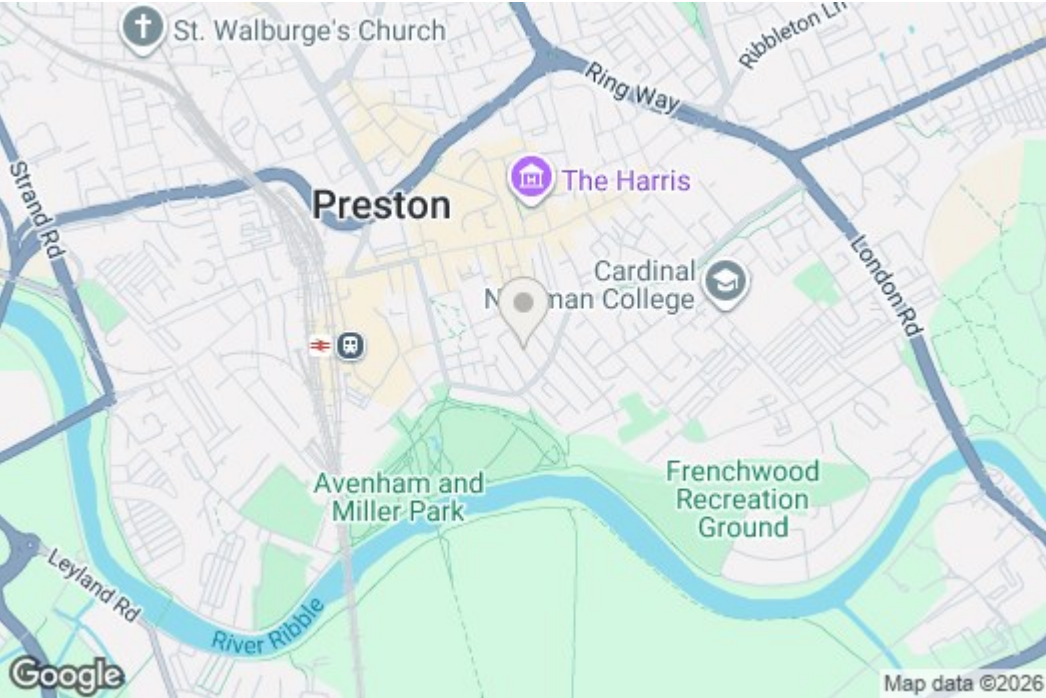 St. Walburge's Church
Ribbleton Ln
Ring Way
The Harris
Strand Rd
Preston
Cardinal
N man College
London Rd
Avenham and
Miller Park
Frenchwood
Recreation
Ground
Leyland Rd
River Ribble
Google
Map data ©2026